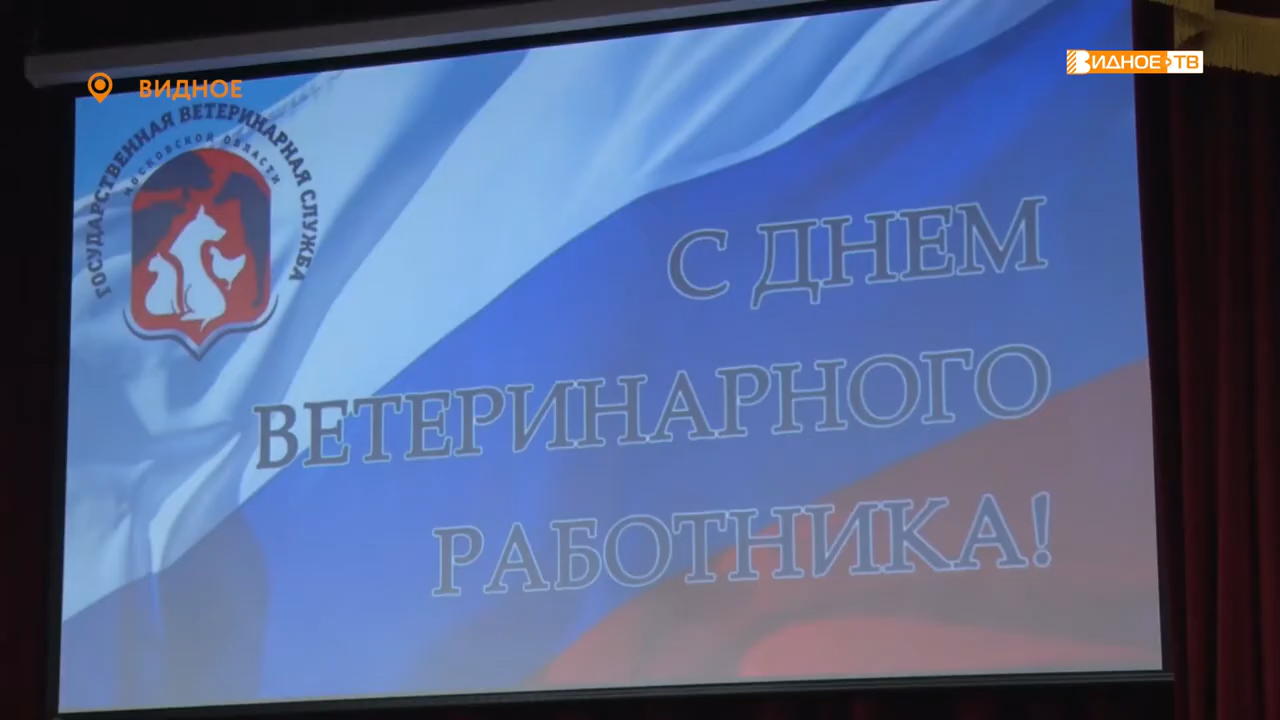 ВИДНОЕ
ВИДНОЕ ТВ
ГОСУДАРСТВЕННАЯ ВЕТЕРИНАРНАЯ СЛУЖБА
МОСКОВСКОЙ ОБЛАСТИ
С ДНЕМ
ВЕТЕРИНАРНОГО
РАБОТНИКА!